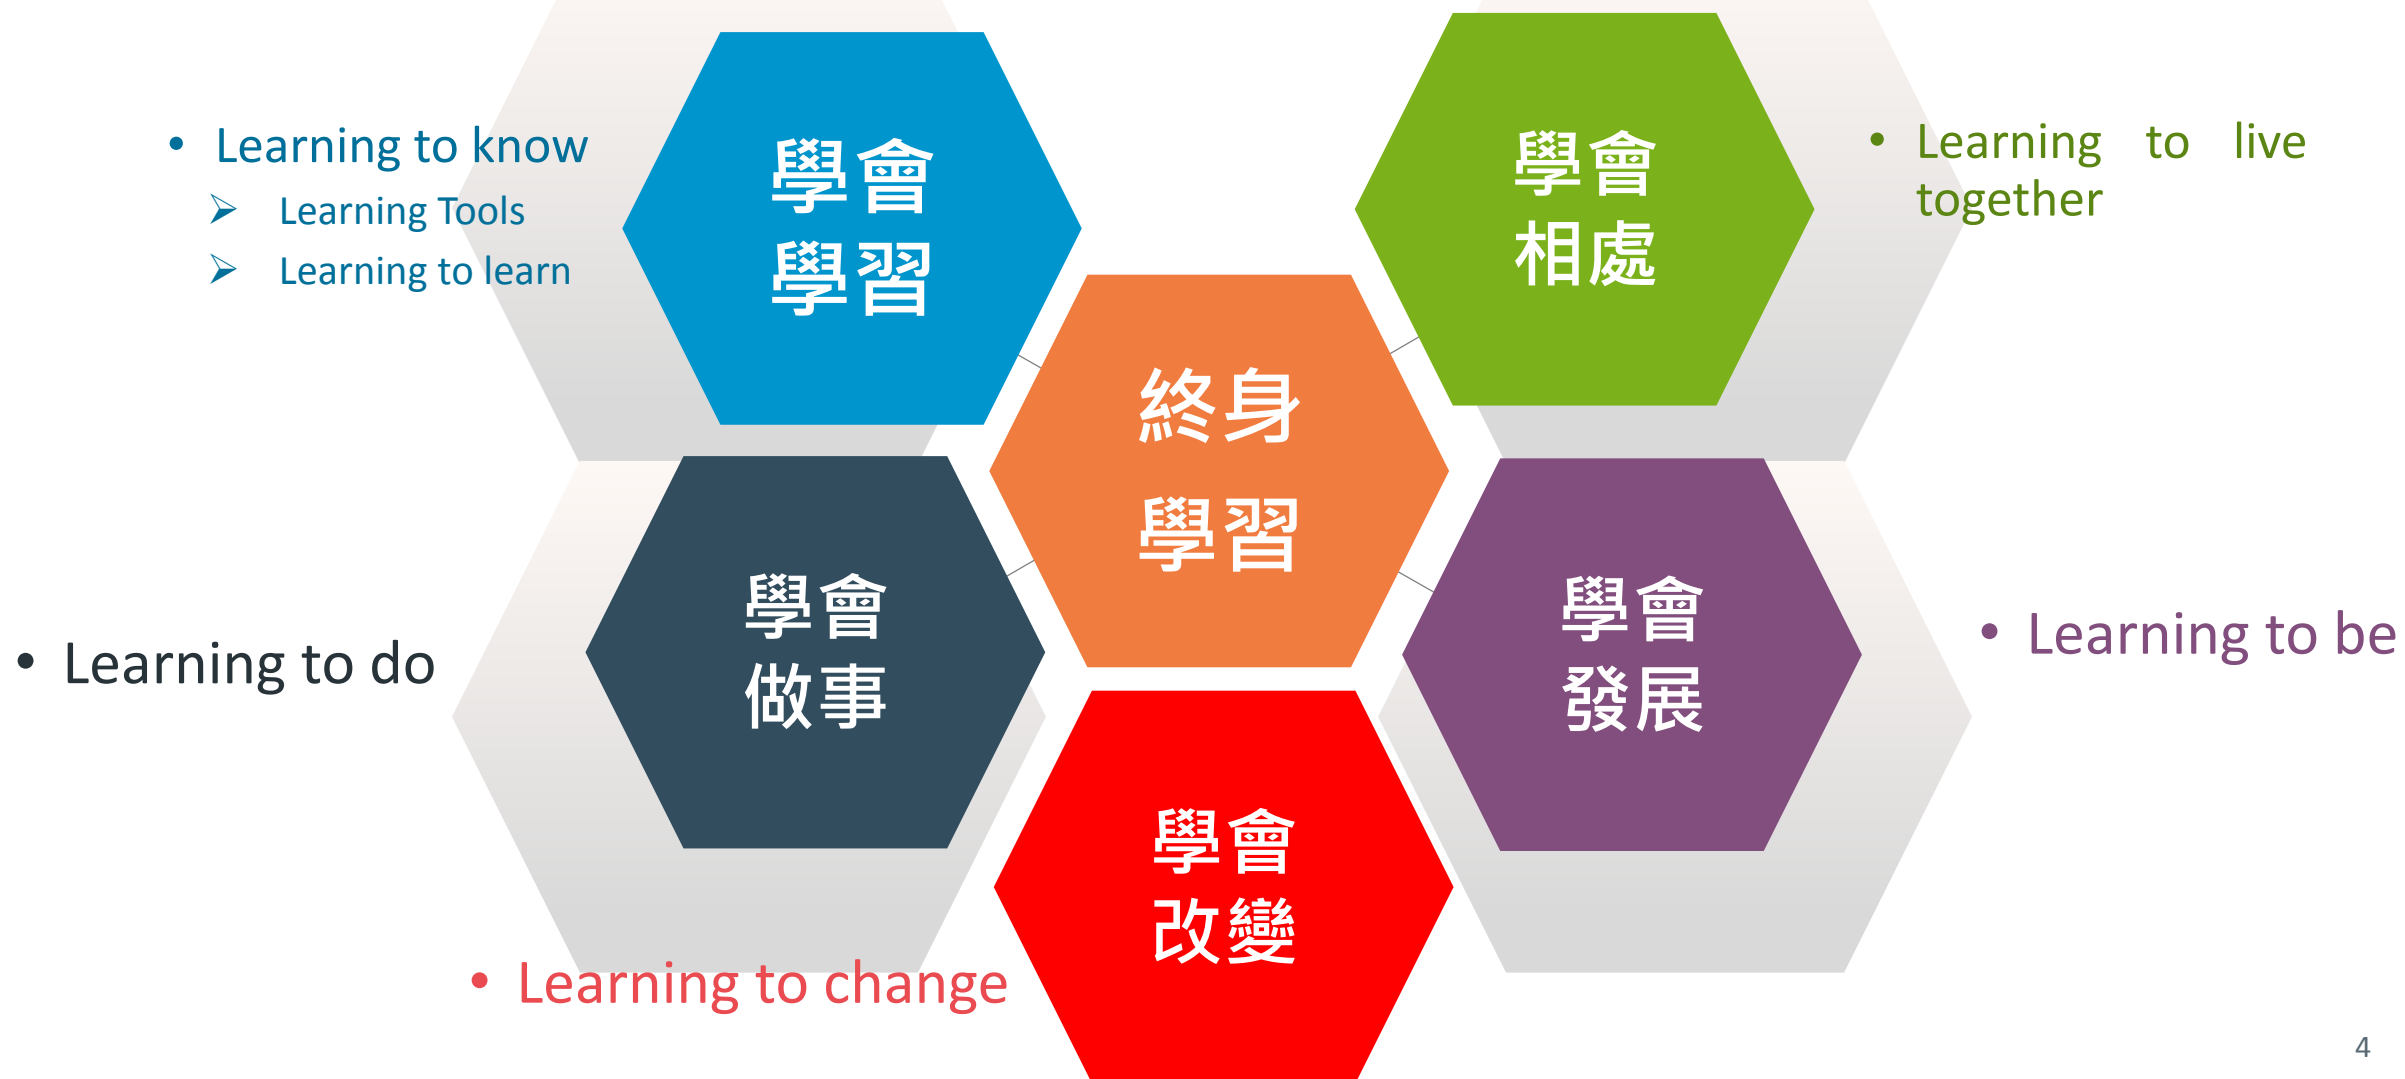 • Learning to know
➢ Learning Tools
➢ Learning to learn
學會
學習
學會
相處
• Learning to live
together
終身
學習
• Learning to do
學會
做事
學會
發展
• Learning to be
學會
改變
• Learning to change
4